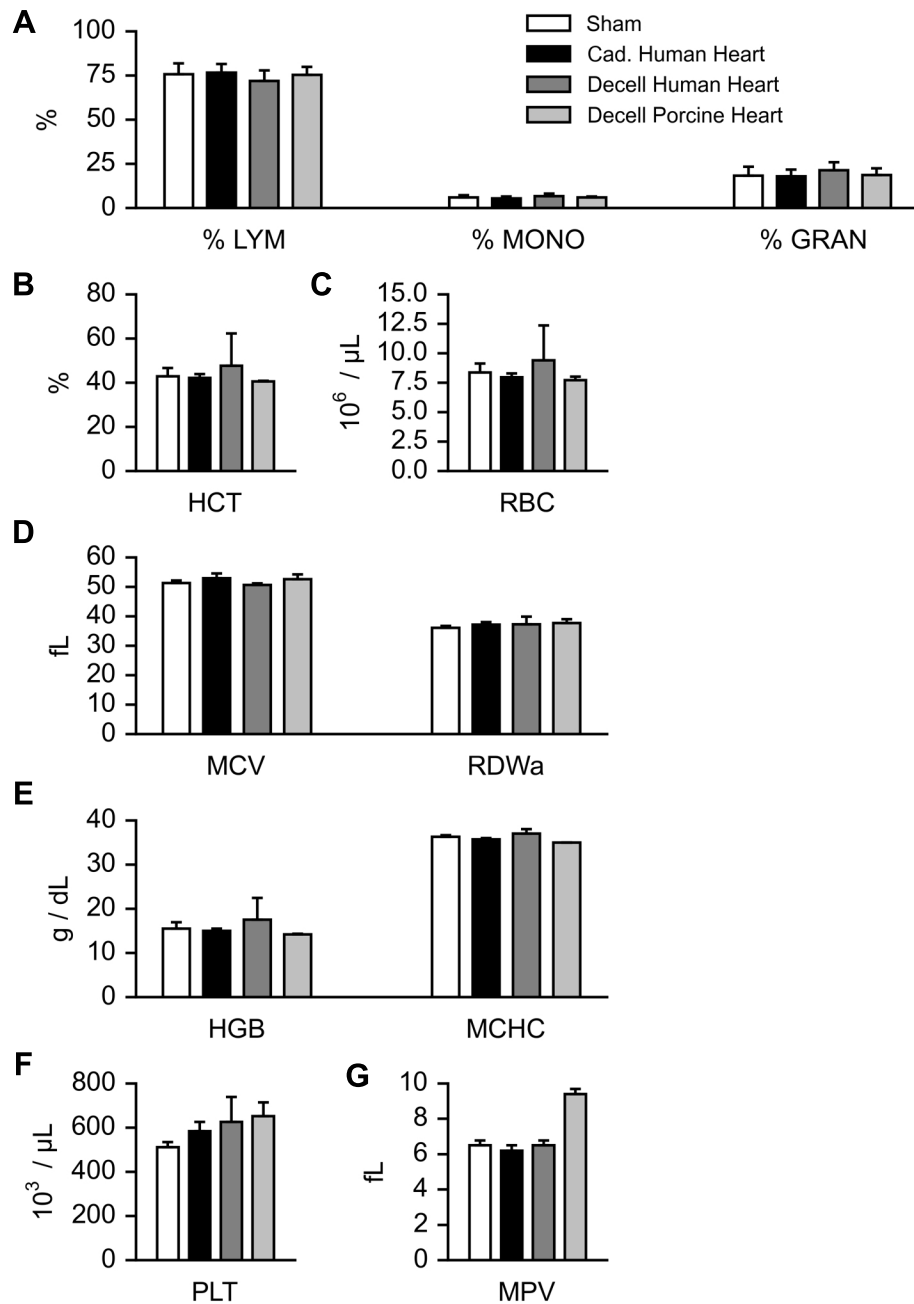 A
Sham
Cad. Human Heart
Decell Human Heart
Decell Porcine Heart
100
75
50
25
0
%
% LYM
% MONO
% GRAN
B
80
60
40
20
0
%
HCT
C
15.0
12.5
10.0
7.5
5.0
2.5
0.0
10⁶ / µL
RBC
D
60
50
40
30
20
10
0
fL
MCV
RDWa
E
40
30
20
10
0
g / dL
HGB
MCHC
F
800
600
400
200
0
10³ / µL
PLT
G
10
8
6
4
2
0
fL
MPV